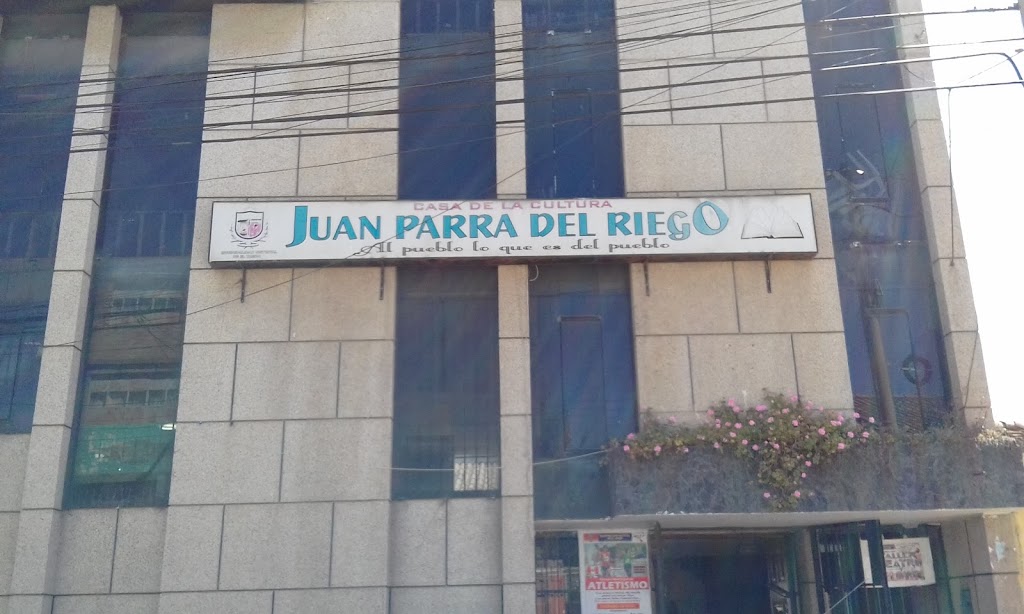 CASA DE LA CULTURA
JUAN PARRA DEL RIEGO
Al pueblo lo que es del pueblo
ATLETISMO